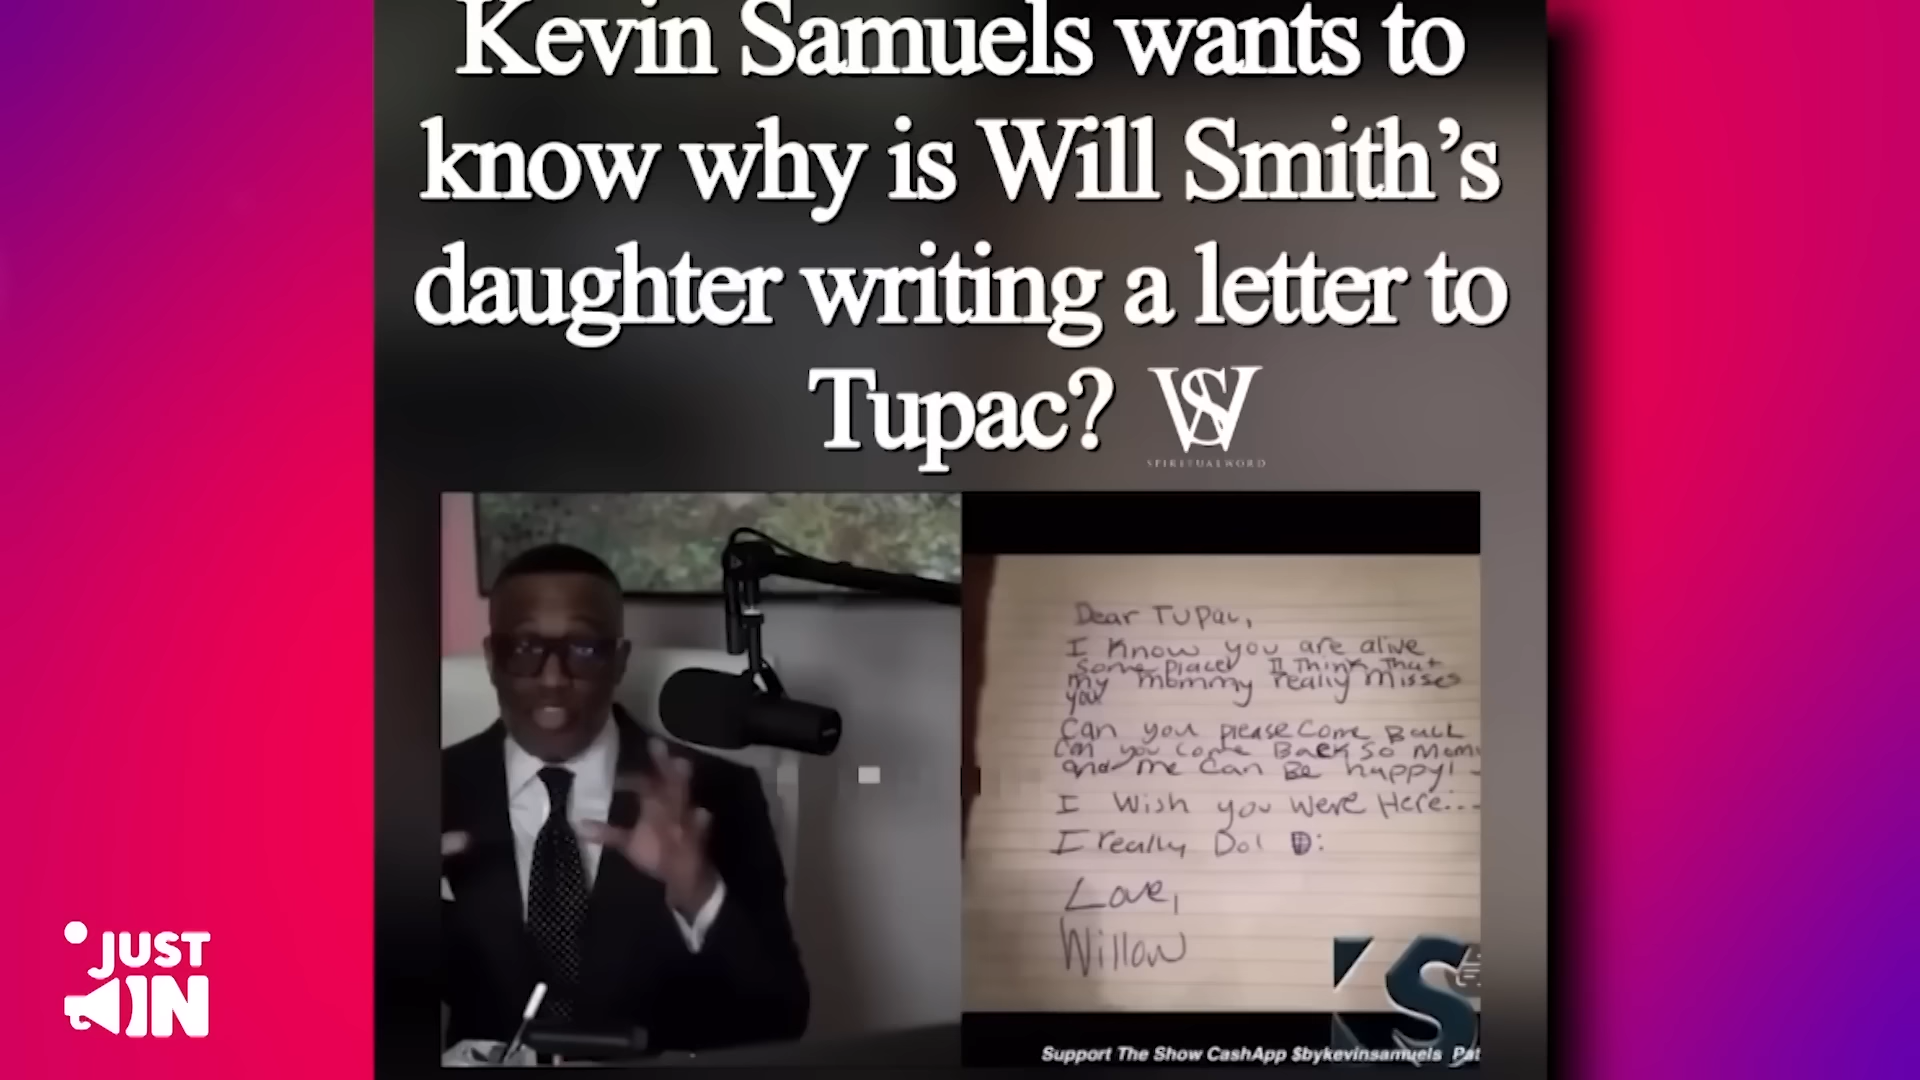 Kevin Samuels wants to
know why is Will Smith's
daughter writing a letter to
Tupac?
SPIRITUALWORD
Dear Tupac,
I Know you are alive
Some place! I Think That
my mommy really misses
you
Can you please Come Back
Can you come Back so Mom
and me can Be happy!
I Wish you Were Here...
I really Do!
Love,
Willow
Support The Show CashApp $bykevinsamuels Pat
JUST
IN